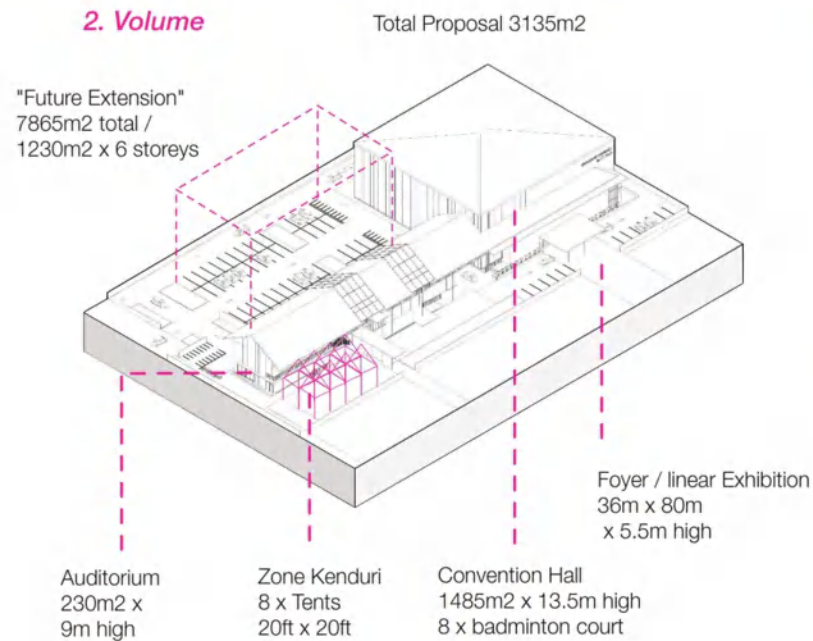 2. Volume
Total Proposal 3135m2
"Future Extension"
7865m2 total /
1230m2 x 6 storeys
Foyer / linear Exhibition
36m x 80m
x 5.5m high
Auditorium
230m2 x
9m high
Zone Kenduri
8 x Tents
20ft x 20ft
Convention Hall
1485m2 x 13.5m high
8 x badminton court